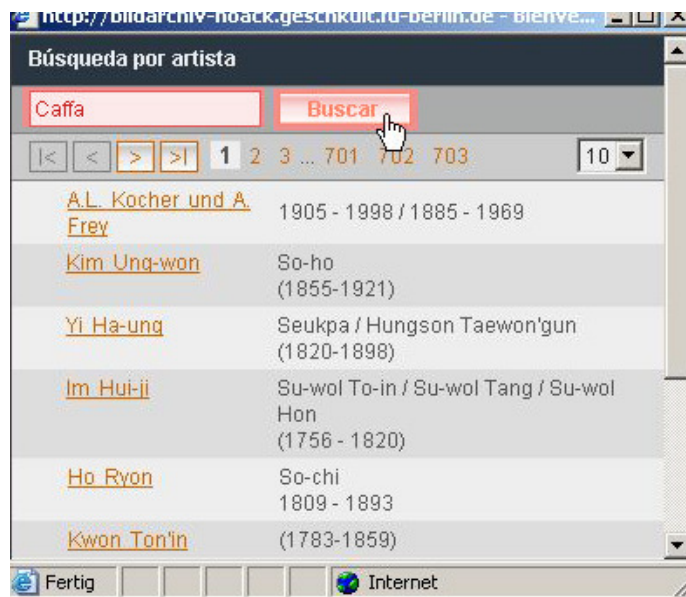 http://bildarchiv-noack.geschkult.fu-berlin.de - Bienve...
Búsqueda por artista
Caffa Buscar
|< < > >| 1 2 3 ... 701 702 703 10
A.L. Kocher und A. Frey 1905 - 1998 / 1885 - 1969
Kim Ung-won So-ho
(1855-1921)
Yi Ha-ung Seukpa / Hungson Taewon'gun
(1820-1898)
Im Hui-ji Su-wol To-in / Su-wol Tang / Su-wol
Hon
(1756 - 1820)
Ho Ryon So-chi
1809 - 1893
Kwon Ton'in (1783-1859)
Fertig Internet